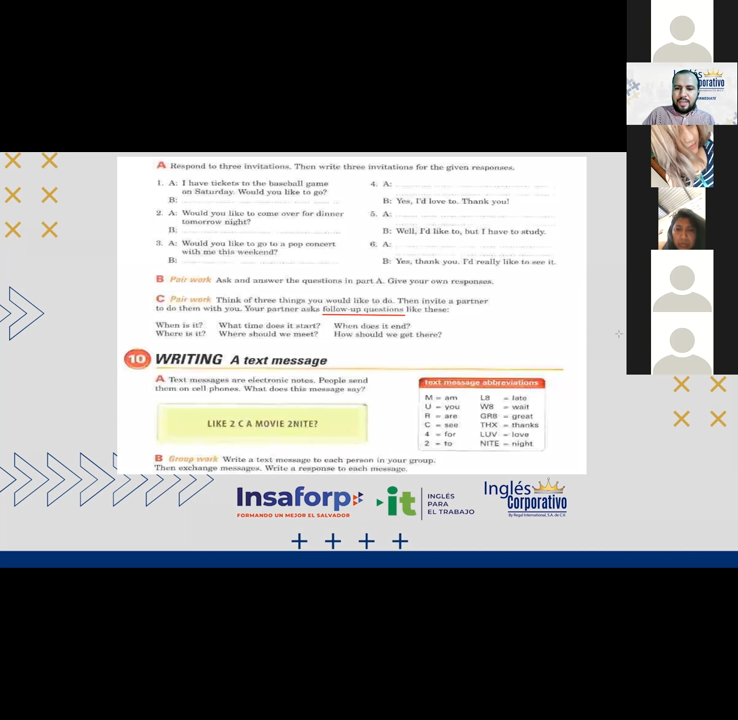 A Respond to three invitations. Then write three invitations for the given responses.
1. A: I have tickets to the baseball game
on Saturday. Would you like to go?
B:
2. A: Would you like to come over for dinner
tomorrow night?
B:
3. A: Would you like to go to a pop concert
with me this weekend?
B:
4. A:
B: Yes, I'd love to. Thank you!
5. A:
B: Well, I'd like to, but I have to study.
6. A:
B: Yes, thank you. I'd really like to see it.
B Pair work Ask and answer the questions in part A. Give your own responses.
C Pair work Think of three things you would like to do. Then invite a partner
to do them with you. Your partner asks follow-up questions like these:
When is it? What time does it start? When does it end?
Where is it? Where should we meet? How should we get there?
10 WRITING A text message
A Text messages are electronic notes. People send
them on cell phones. What does this message say?
LIKE 2 C A MOVIE 2NITE?
text message abbreviations
M = am L8 = late
U = you W8 = wait
R = are GR8 = great
C = see THX = thanks
4 = for LUV = love
2 = to NITE = night
B Group work Write a text message to each person in your group.
Then exchange messages. Write a response to each message.
Insaforp
FORMANDO UN MEJOR EL SALVADOR
it
INGLÉS
PARA
EL TRABAJO
Inglés
Corporativo
By Regal International, S.A. de C.V.